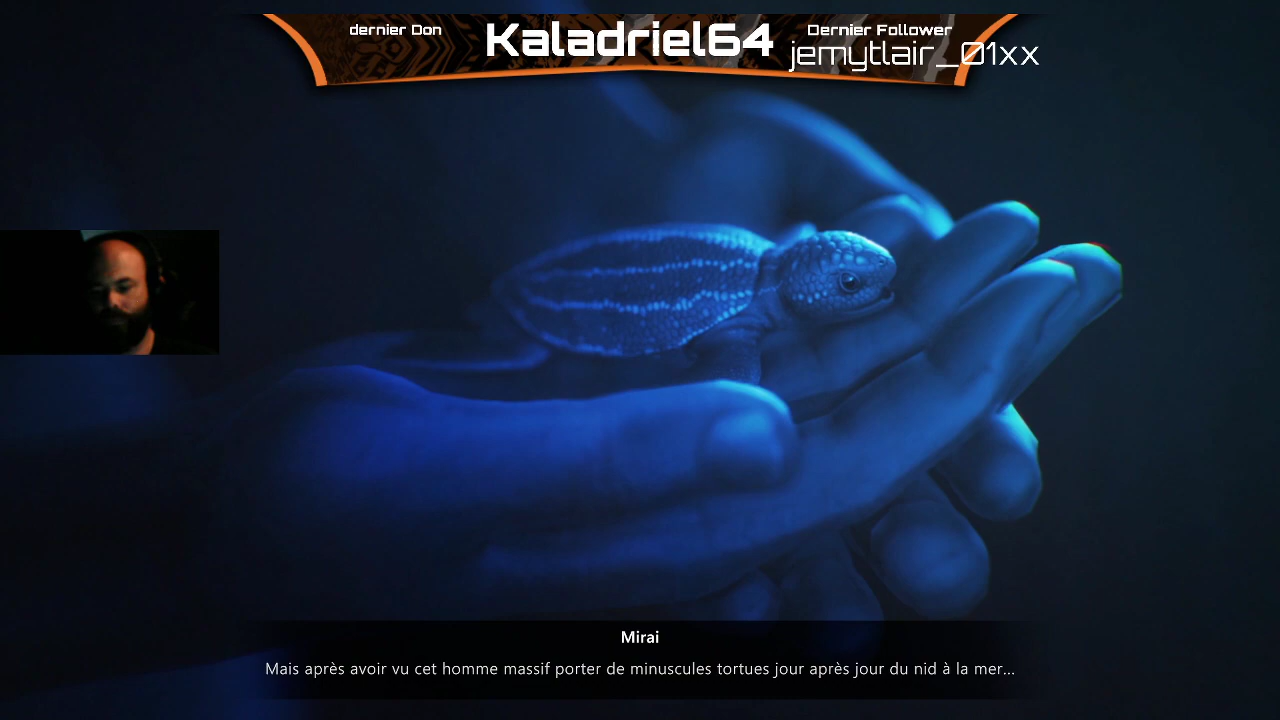 dernier Don
Kaladriel64
Dernier Follower
jemytlair_01xx
Mirai
Mais après avoir vu cet homme massif porter de minuscules tortues jour après jour du nid à la mer...